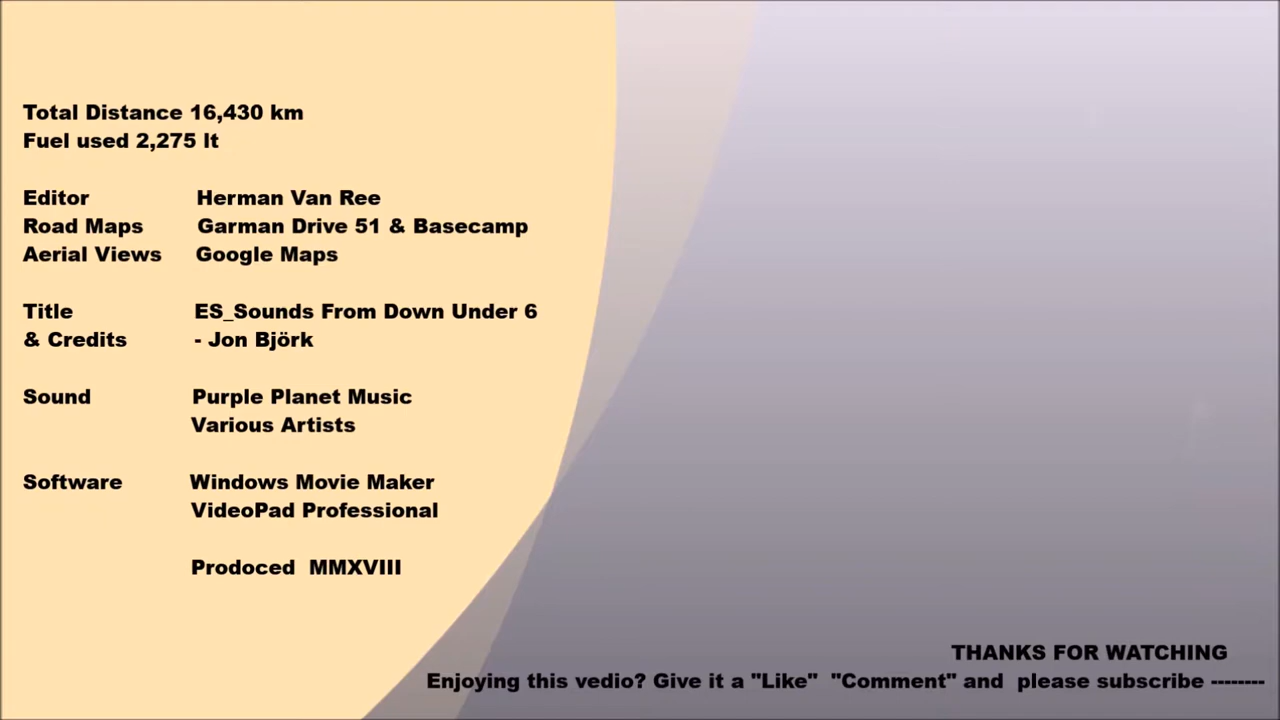 Total Distance 16,430 km
Fuel used 2,275 lt
Editor Herman Van Ree
Road Maps Garman Drive 51 & Basecamp
Aerial Views Google Maps
Title ES_Sounds From Down Under 6
& Credits - Jon Björk
Sound Purple Planet Music
Various Artists
Software Windows Movie Maker
VideoPad Professional
Prodoced MMXVIII
THANKS FOR WATCHING
Enjoying this vedio? Give it a "Like" "Comment" and please subscribe --------